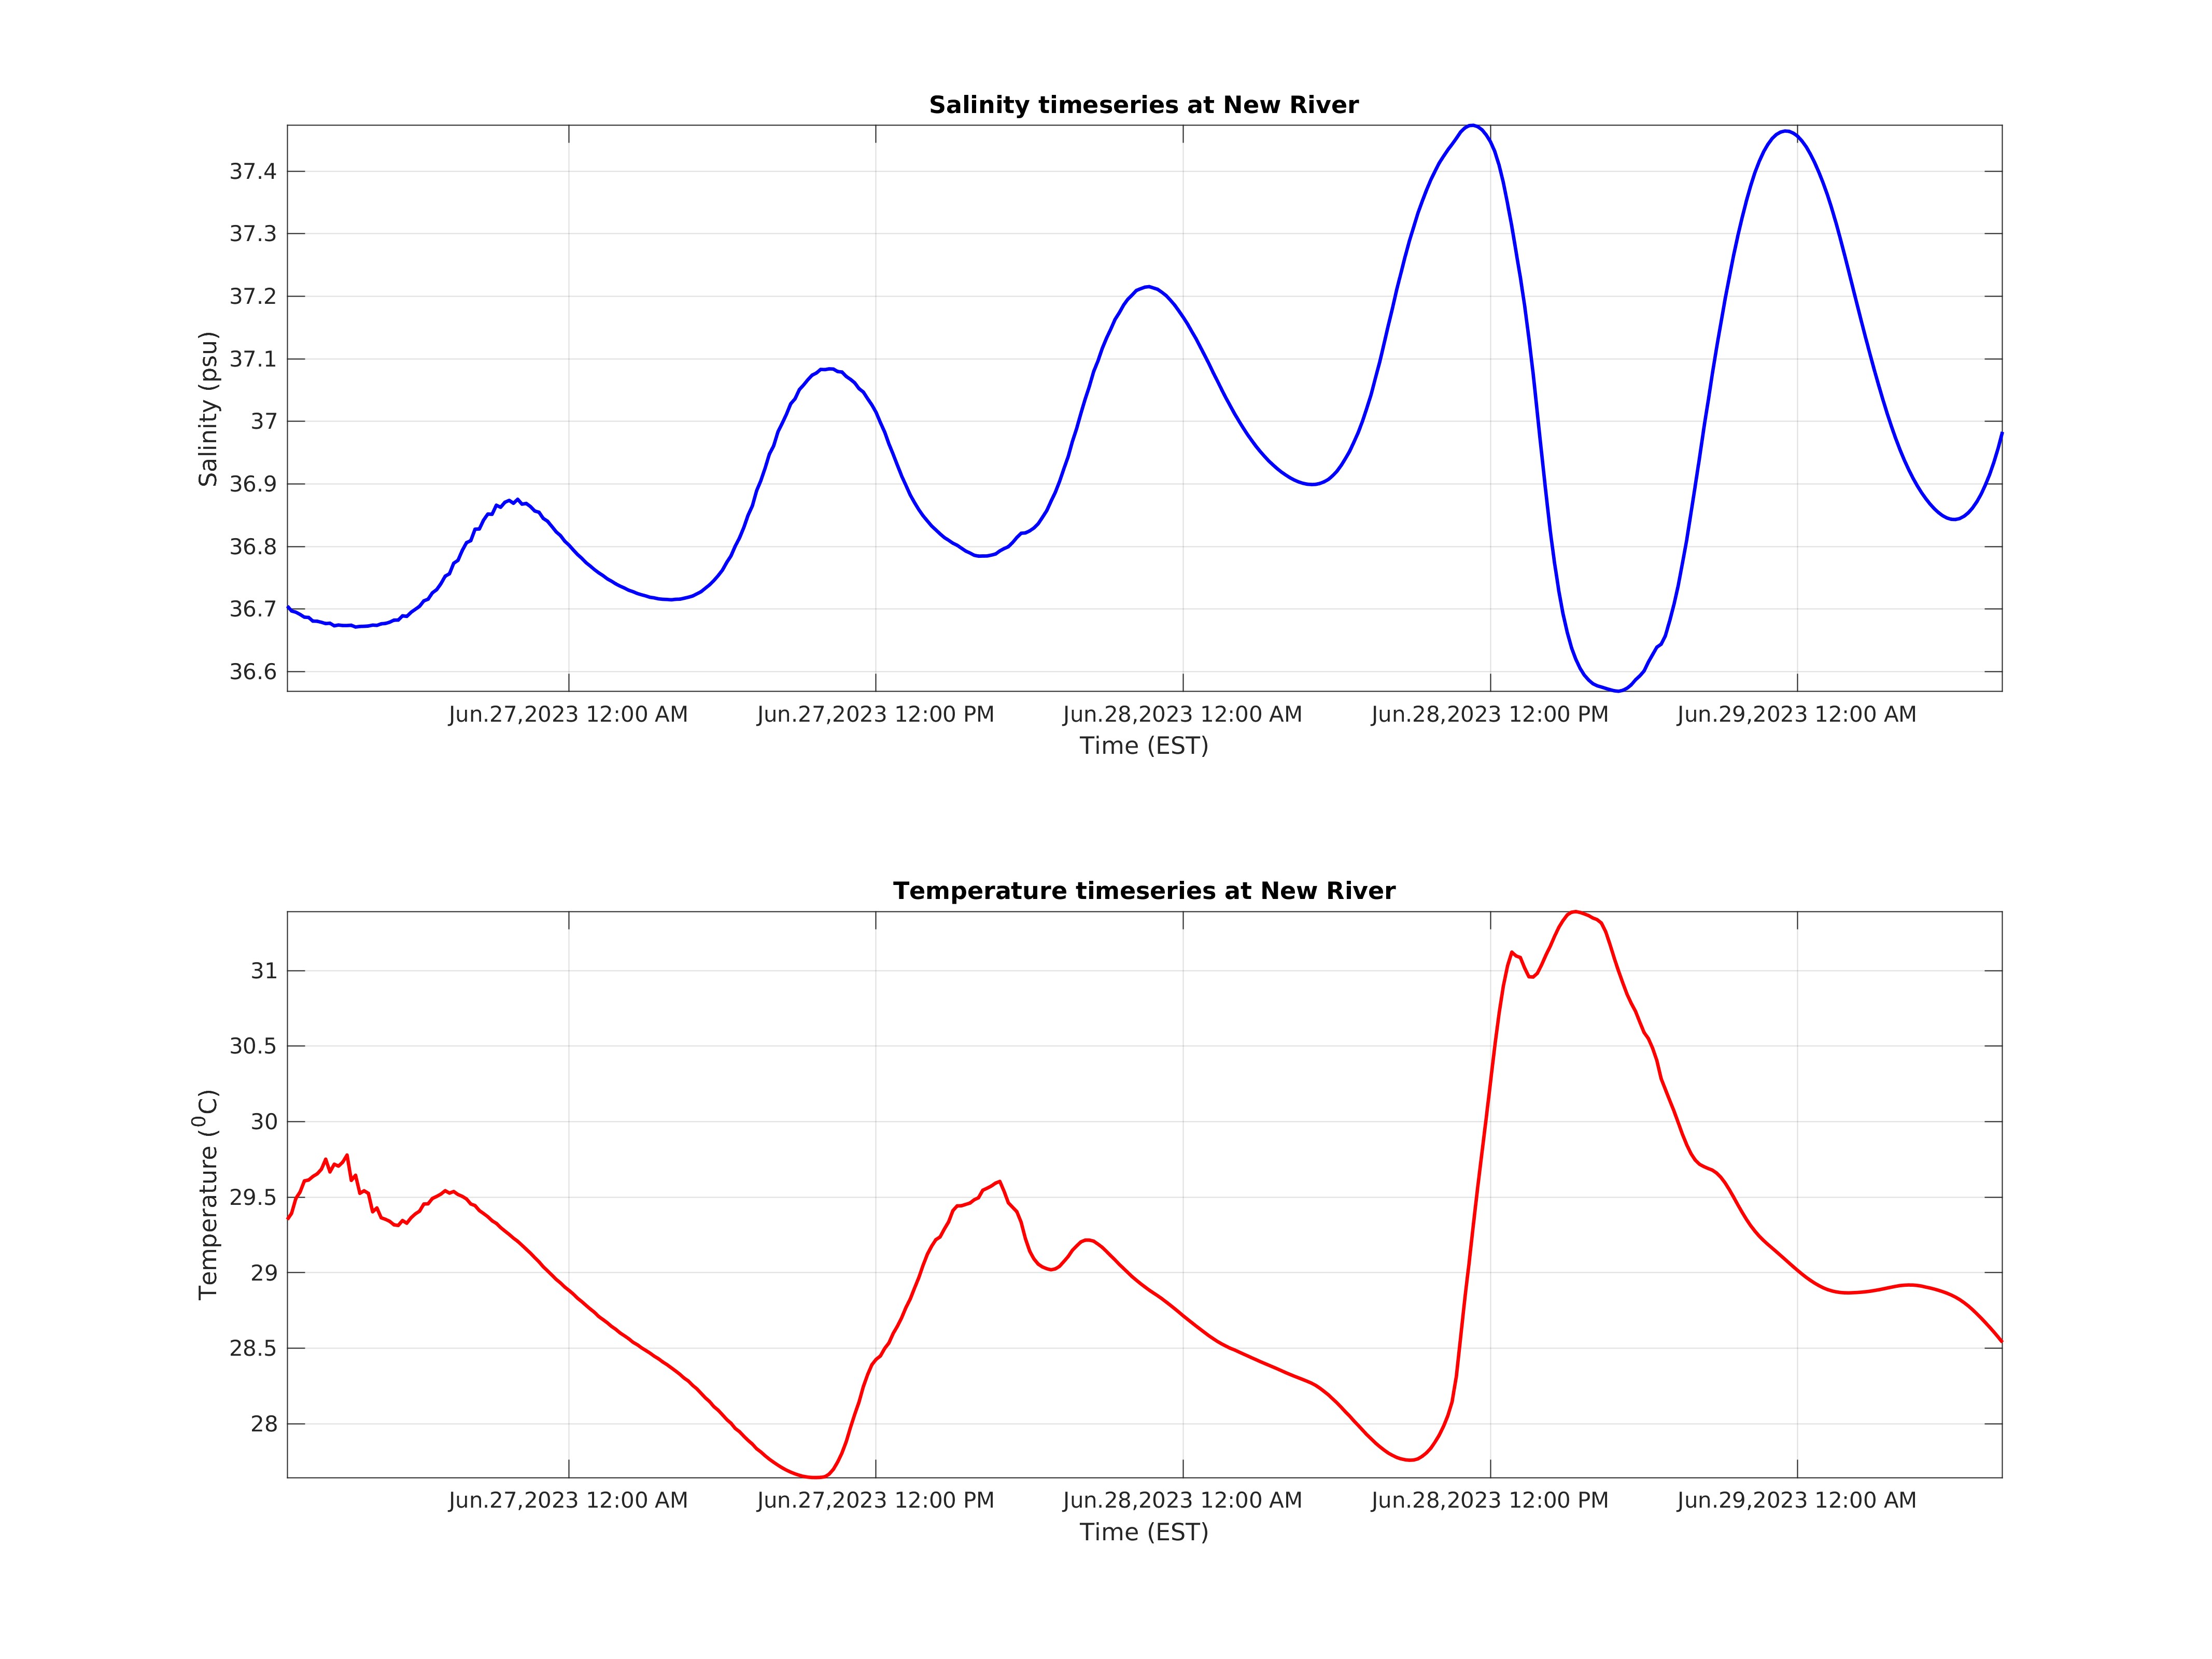 Salinity timeseries at New River
Salinity (psu)
37.4
37.3
37.2
37.1
37
36.9
36.8
36.7
36.6
Jun.27,2023 12:00 AM
Jun.27,2023 12:00 PM
Jun.28,2023 12:00 AM
Jun.28,2023 12:00 PM
Jun.29,2023 12:00 AM
Time (EST)
Temperature timeseries at New River
Temperature (⁰C)
31
30.5
30
29.5
29
28.5
28
Jun.27,2023 12:00 AM
Jun.27,2023 12:00 PM
Jun.28,2023 12:00 AM
Jun.28,2023 12:00 PM
Jun.29,2023 12:00 AM
Time (EST)